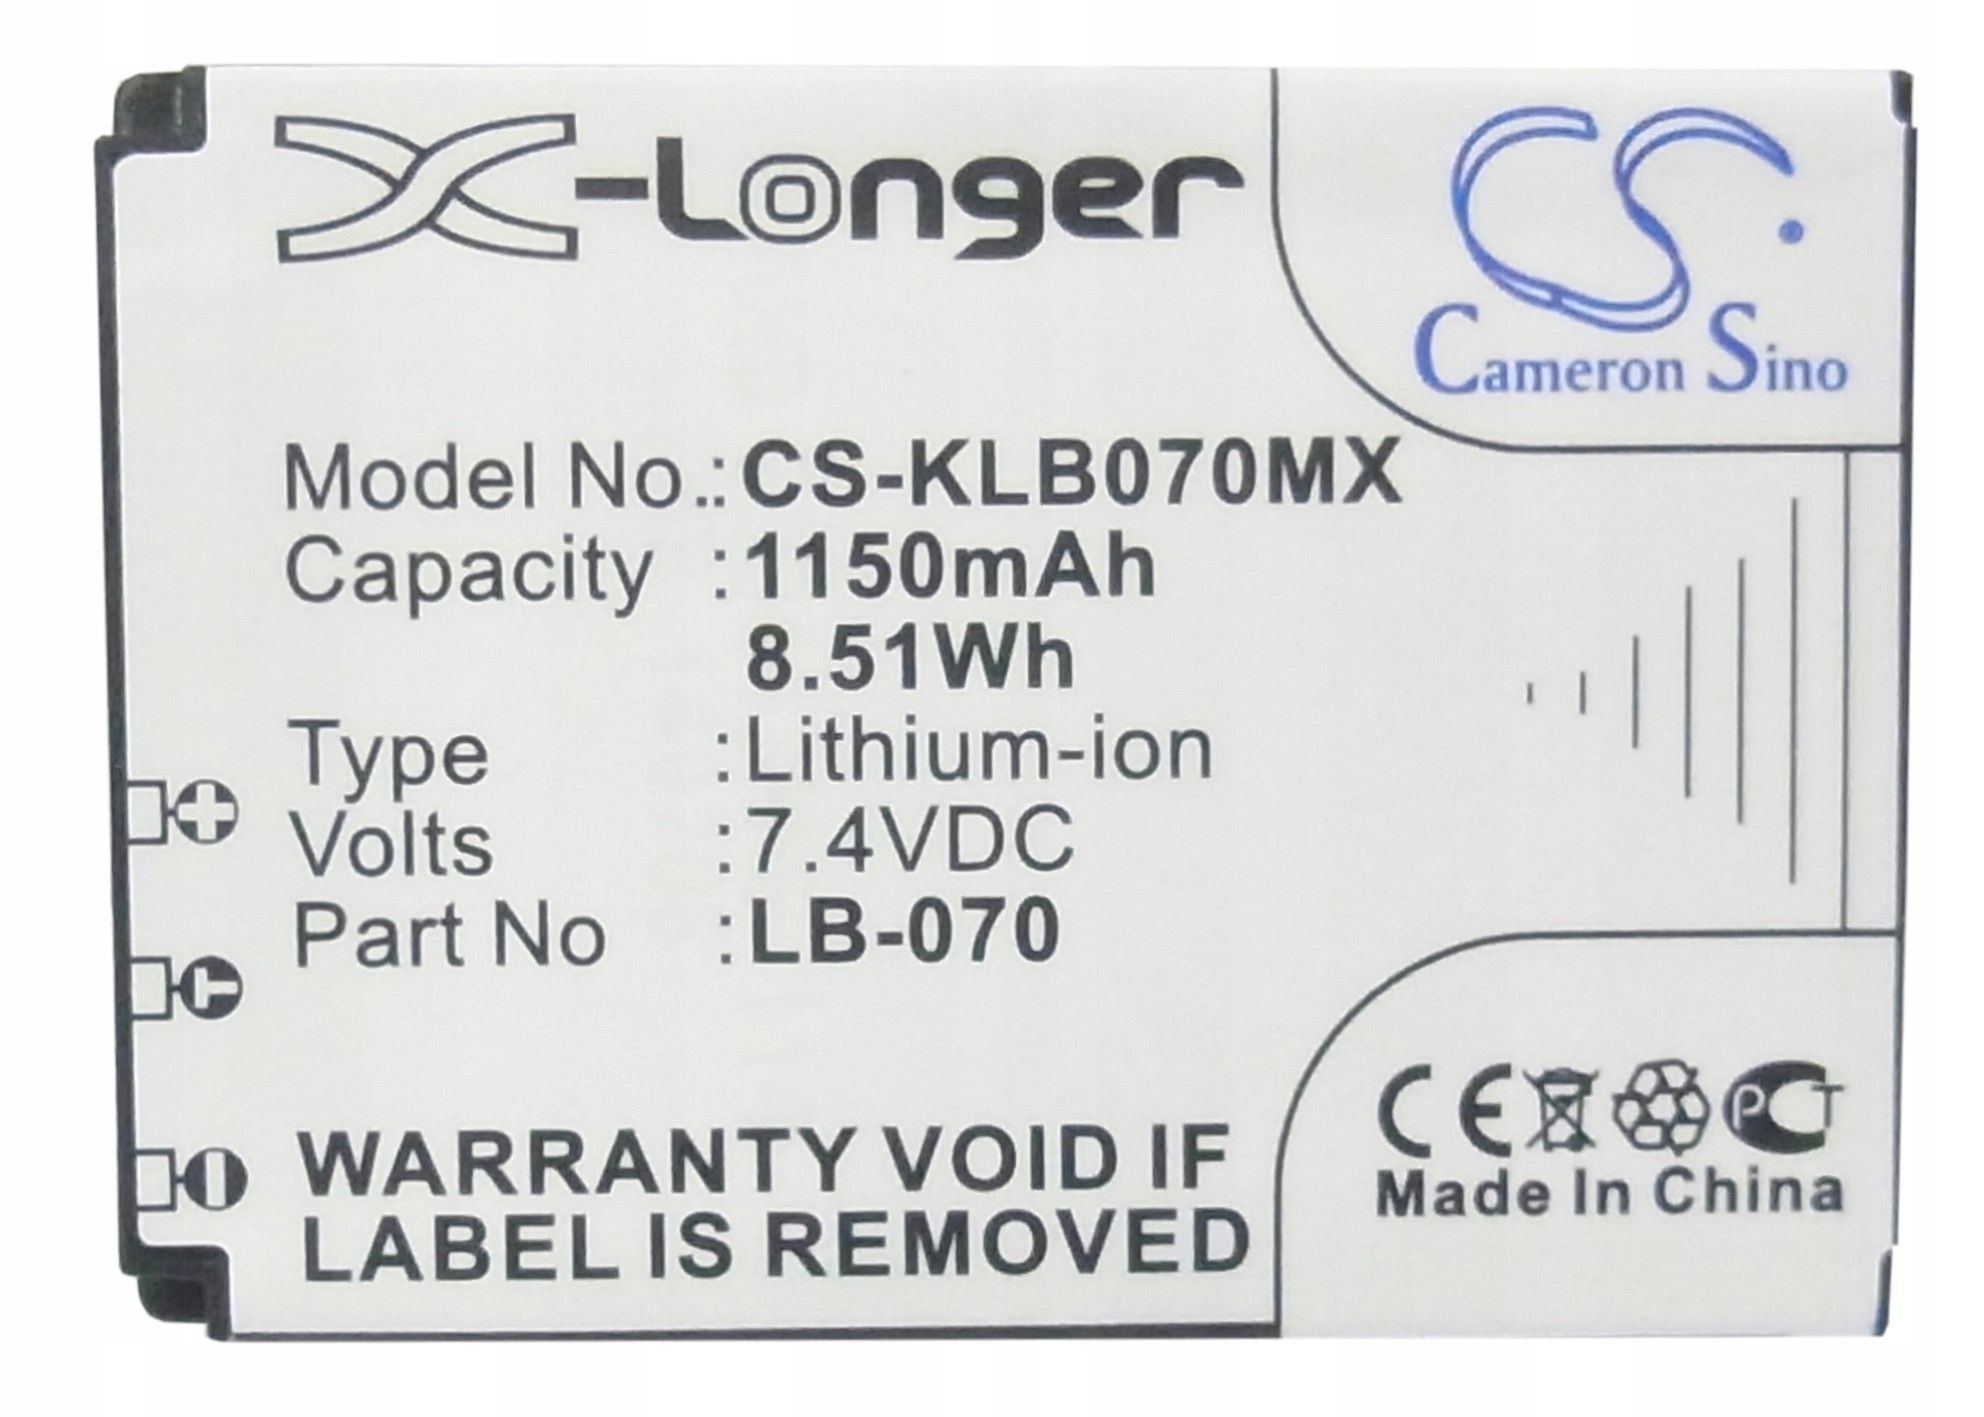 X-Longer
CS
Cameron Sino
Model No.: CS-KLB070MX
Capacity : 1150mAh
8.51Wh
Type : Lithium-ion
Volts : 7.4VDC
Part No : LB-070
+
T
-
WARRANTY VOID IF
LABEL IS REMOVED
CE PCT
Made In China